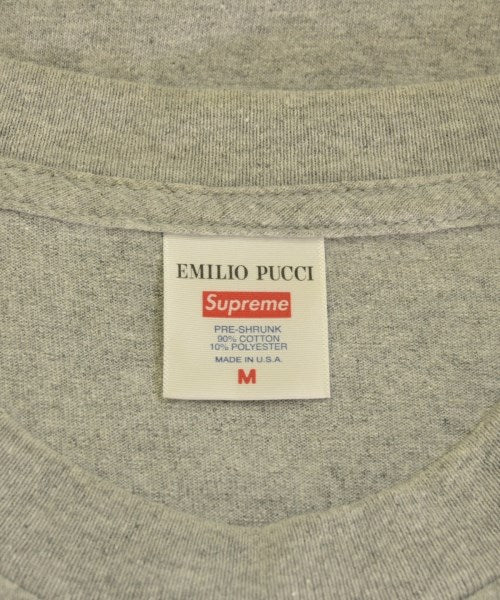 EMILIO PUCCI
Supreme
PRE-SHRUNK
90% COTTON
10% POLYESTER
MADE IN U.S.A.
M